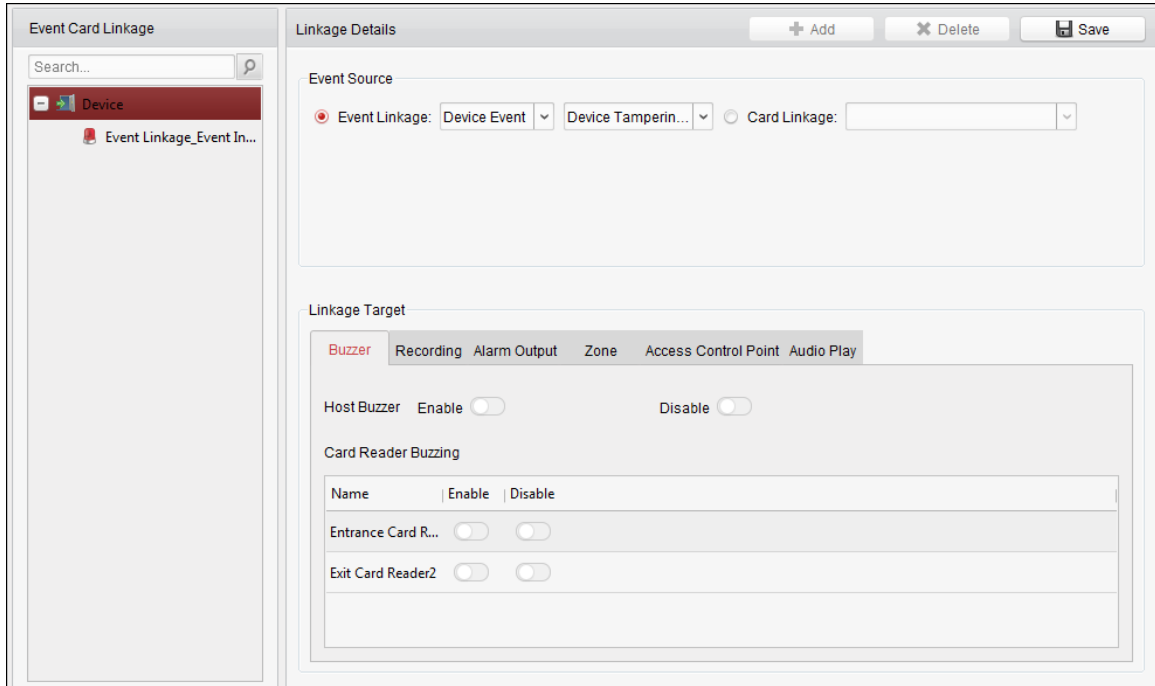 Event Card Linkage
Search...
Device
Event Linkage_Event In...
Linkage Details
Add Delete Save
Event Source
Event Linkage: Device Event Device Tamperin... Card Linkage:
Linkage Target
Buzzer Recording Alarm Output Zone Access Control Point Audio Play
Host Buzzer Enable Disable
Card Reader Buzzing
Name Enable Disable
Entrance Card R...
Exit Card Reader2